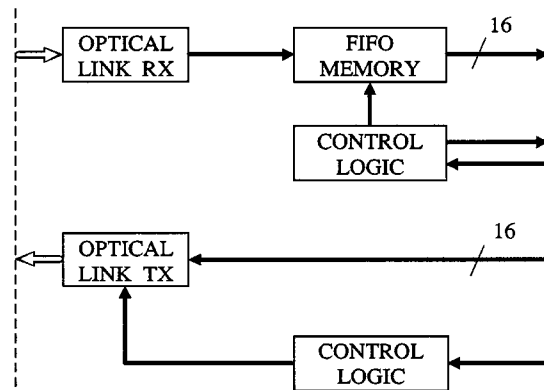 16
OPTICAL
LINK RX
FIFO
MEMORY
CONTROL
LOGIC
16
OPTICAL
LINK TX
CONTROL
LOGIC